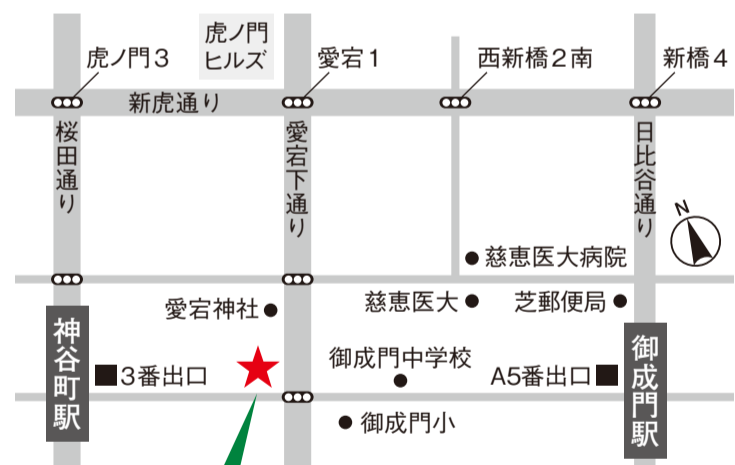 虎ノ門
ヒルズ
虎ノ門3
愛宕1
西新橋2南
新橋4
新虎通り
桜田通り
愛宕下通り
日比谷通り
N
慈恵医大病院
愛宕神社
慈恵医大
芝郵便局
神谷町駅
3番出口
御成門中学校
A5番出口
御成門駅
御成門小